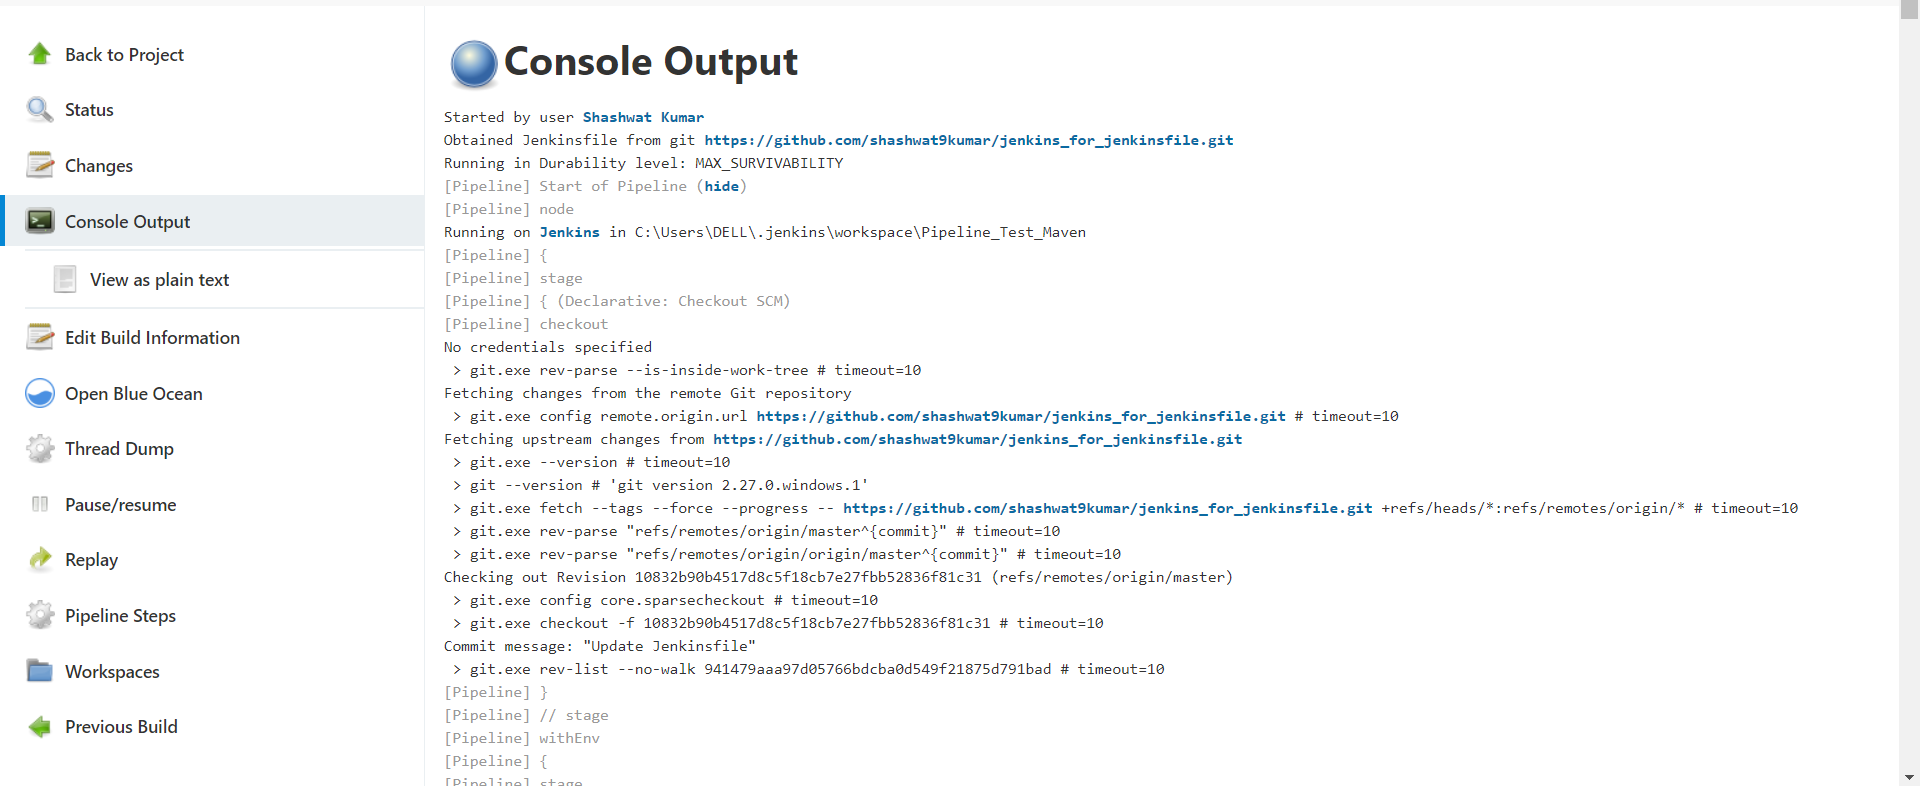 Back to Project
Status
Changes
Console Output
View as plain text
Edit Build Information
Open Blue Ocean
Thread Dump
Pause/resume
Replay
Pipeline Steps
Workspaces
Previous Build
Console Output
Started by user Shashwat Kumar
Obtained Jenkinsfile from git https://github.com/shashwat9kumar/jenkins_for_jenkinsfile.git
Running in Durability level: MAX_SURVIVABILITY
[Pipeline] Start of Pipeline (hide)
[Pipeline] node
Running on Jenkins in C:\Users\DELL\.jenkins\workspace\Pipeline_Test_Maven
[Pipeline] {
[Pipeline] stage
[Pipeline] { (Declarative: Checkout SCM)
[Pipeline] checkout
No credentials specified
> git.exe rev-parse --is-inside-work-tree # timeout=10
Fetching changes from the remote Git repository
> git.exe config remote.origin.url https://github.com/shashwat9kumar/jenkins_for_jenkinsfile.git # timeout=10
Fetching upstream changes from https://github.com/shashwat9kumar/jenkins_for_jenkinsfile.git
> git.exe --version # timeout=10
> git --version # 'git version 2.27.0.windows.1'
> git.exe fetch --tags --force --progress -- https://github.com/shashwat9kumar/jenkins_for_jenkinsfile.git +refs/heads/*:refs/remotes/origin/* # timeout=10
> git.exe rev-parse "refs/remotes/origin/master^{commit}" # timeout=10
> git.exe rev-parse "refs/remotes/origin/origin/master^{commit}" # timeout=10
Checking out Revision 10832b90b4517d8c5f18cb7e27fbb52836f81c31 (refs/remotes/origin/master)
> git.exe config core.sparsecheckout # timeout=10
> git.exe checkout -f 10832b90b4517d8c5f18cb7e27fbb52836f81c31 # timeout=10
Commit message: "Update Jenkinsfile"
> git.exe rev-list --no-walk 941479aaa97d05766bdcba0d549f21875d791bad # timeout=10
[Pipeline] }
[Pipeline] // stage
[Pipeline] withEnv
[Pipeline] {
[Pipeline] stage